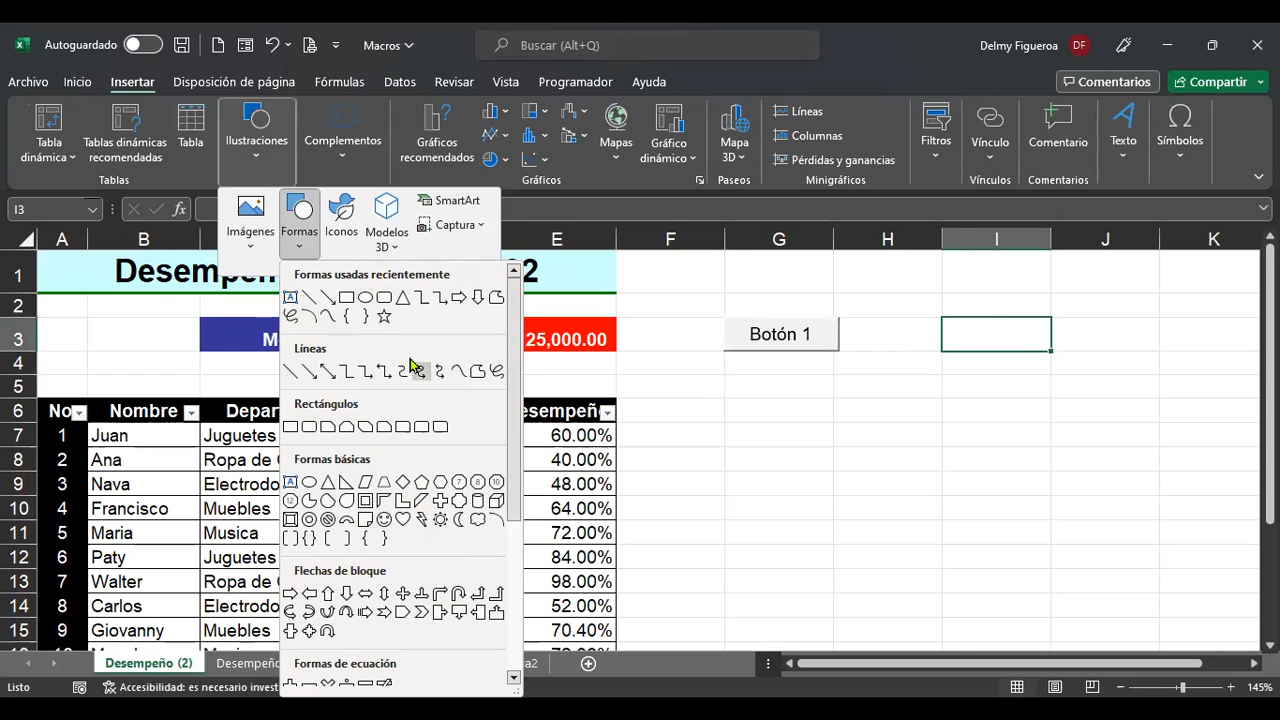 Autoguardado
Macros
Buscar (Alt+Q)
Delmy Figueroa
DF
Archivo Inicio Insertar Disposición de página Fórmulas Datos Revisar Vista Programador Ayuda
Comentarios
Compartir
Tabla dinámica
Tablas dinámicas recomendadas
Tabla
Tablas
Ilustraciones
Complementos
Gráficos recomendados
Mapas
Gráfico dinámico
Gráficos
Mapa 3D
Paseos
Líneas
Columnas
Pérdidas y ganancias
Minigráficos
Filtros
Vínculo
Vínculos
Comentario
Comentarios
Texto
Símbolos
I3
fx
Imágenes
Formas
Iconos
Modelos 3D
SmartArt
Captura
A B E F G H I J K
Formas usadas recientemente
Líneas
Rectángulos
Formas básicas
Flechas de bloque
Formas de ecuación
1 Desempeñ 2
2
3 M 25,000.00 Botón 1
4
5
6 No Nombre Depar esempeño
7 1 Juan Juguetes 60.00%
8 2 Ana Ropa de 40.00%
9 3 Nava Electrodo 48.00%
10 4 Francisco Muebles 64.00%
11 5 Maria Musica 72.00%
12 6 Paty Juguetes 84.00%
13 7 Walter Ropa de 98.00%
14 8 Carlos Electrodo 52.00%
15 9 Giovanny Muebles 70.40%
Desempeño (2) Desempeño a2
Listo
Accesibilidad: es necesario invest
145%